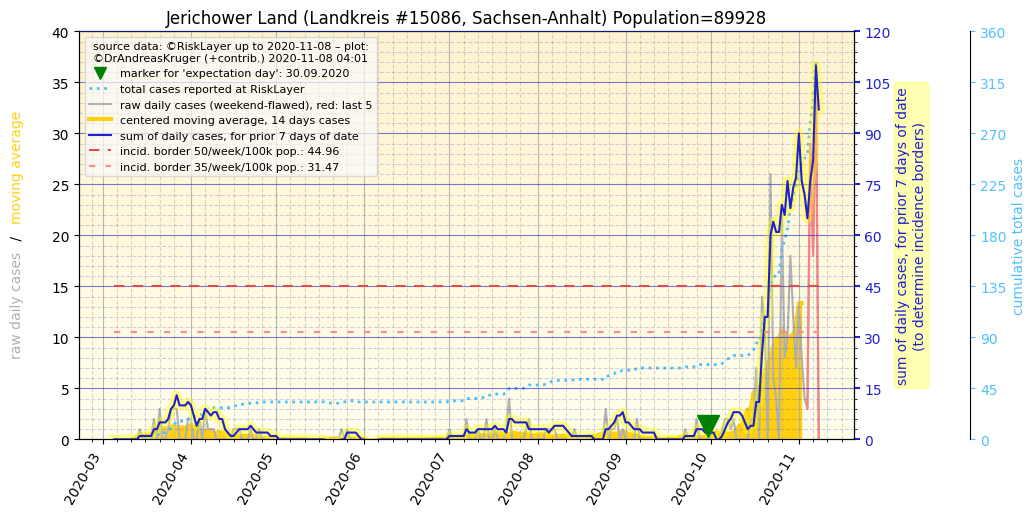 Jerichower Land (Landkreis #15086, Sachsen-Anhalt) Population=89928
source data: ©RiskLayer up to 2020-11-08 – plot:
©DrAndreasKruger (+contrib.) 2020-11-08 04:01
marker for 'expectation day': 30.09.2020
total cases reported at RiskLayer
raw daily cases (weekend-flawed), red: last 5
centered moving average, 14 days cases
sum of daily cases, for prior 7 days of date
incid. border 50/week/100k pop.: 44.96
incid. border 35/week/100k pop.: 31.47
raw daily cases / moving average
40
35
30
25
20
15
10
5
0
2020-03
2020-04
2020-05
2020-06
2020-07
2020-08
2020-09
2020-10
2020-11
120
105
90
75
60
45
30
15
0
sum of daily cases, for prior 7 days of date
(to determine incidence borders)
360
315
270
225
180
135
90
45
0
cumulative total cases